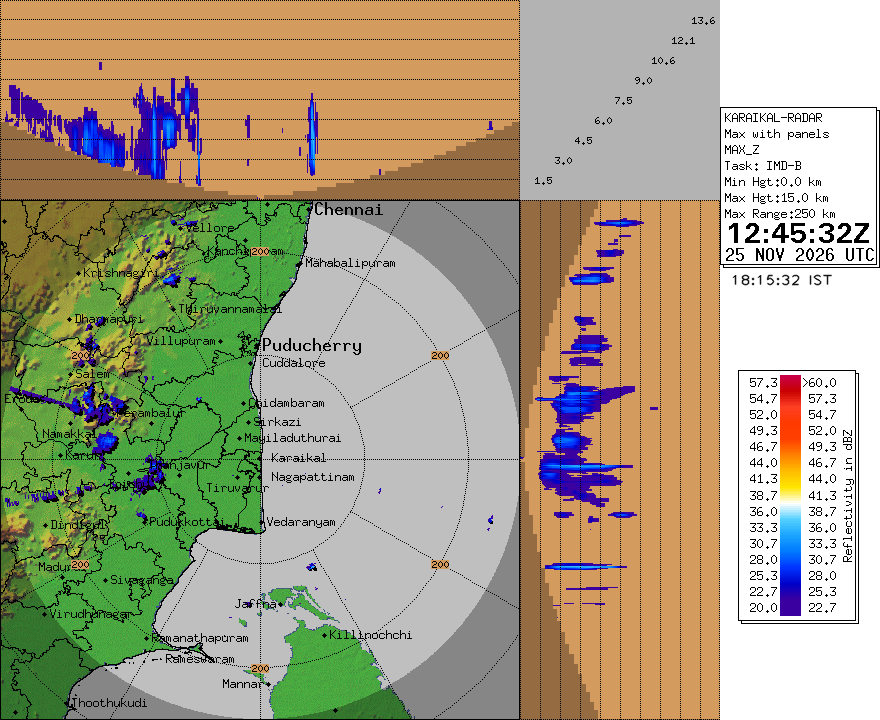 13.6
12.1
10.6
9.0
7.5
6.0
4.5
3.0
1.5
KARAIKAL-RADAR
Max with panels
MAX_Z
Task: IMD-B
Min Hgt:0.0 km
Max Hgt:15.0 km
Max Range:250 km
12:45:32Z
25 NOV 2026 UTC
18:15:32 IST
Chennai
Vellore
200
Mahabalipuram
Krishnagiri
Thiruvannamalai
Dharmapuri
Villupuram
Puducherry
200
200
Cuddalore
Salem
Chidambaram
Sirkazi
Namakkal
Mayiladuthurai
Karaikal
Nagapattinam
Tiruvarur
Pudukkottai
Vedaranyam
Dindigul
200
200
Madur
Sivaganga
Jaffna
Virudhunagar
Ramanathapuram
Killinochchi
Rameswaram
200
Mannar
Thoothukudi
57.3 >60.0
54.7 57.3
52.0 54.7
49.3 52.0
46.7 49.3
44.0 46.7
41.3 44.0
38.7 41.3
36.0 38.7
33.3 36.0
30.7 33.3
28.0 30.7
25.3 28.0
22.7 25.3
20.0 22.7
Reflectivity in dBZ